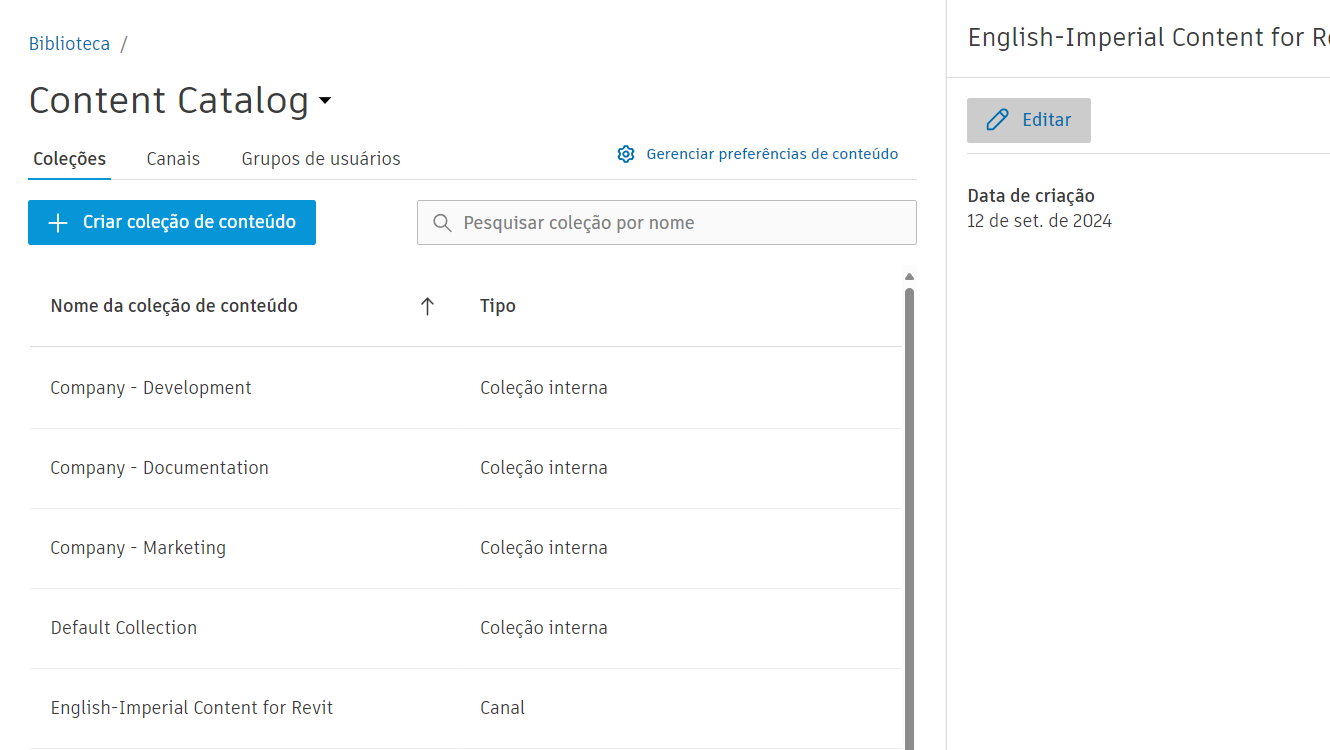 Biblioteca /
Content Catalog
Coleções Canais Grupos de usuários Gerenciar preferências de conteúdo
Criar coleção de conteúdo Pesquisar coleção por nome
Nome da coleção de conteúdo Tipo
Company - Development Coleção interna
Company - Documentation Coleção interna
Company - Marketing Coleção interna
Default Collection Coleção interna
English-Imperial Content for Revit Canal
English-Imperial Content for
Editar
Data de criação
12 de set. de 2024